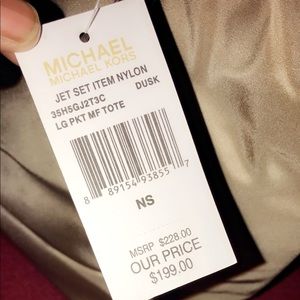 MICHAEL
MICHAEL KORS
JET SET ITEM NYLON
35H5GJ2T3C DUSK
LG PKT MF TOTE
8 89154 93855 7
NS
MSRP $228.00
OUR PRICE
$199.00